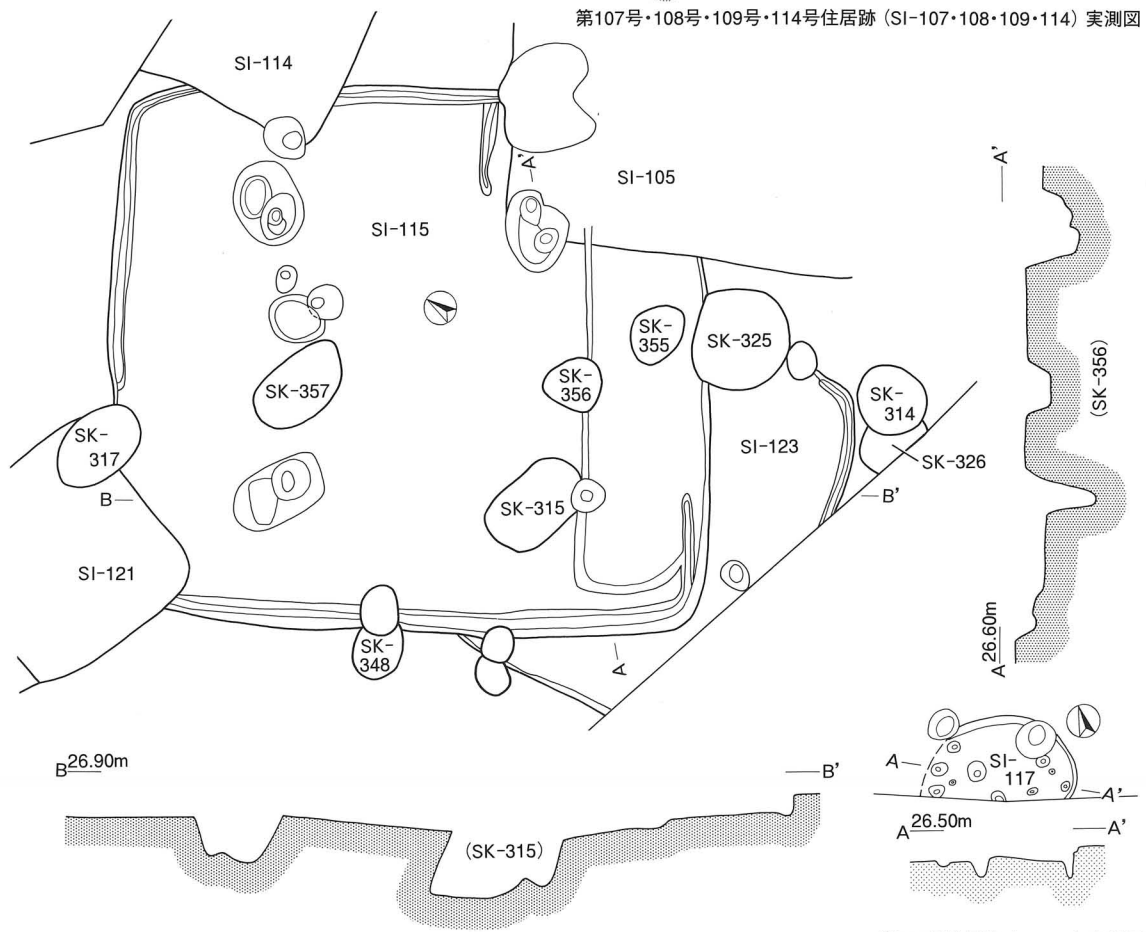 第107号・108号・109号・114号住居跡 (SI-107・108・109・114) 実測図
SI-114
A'
SI-105
A'
SI-115
SK-
355
SK-325
SK-
356
SK-357
SK-
314
(SK-356)
SK-
317
SI-123
SK-326
B
B'
SK-315
SI-121
SK-
348
A
A 26.60m
B 26.90m
B'
A
SI-
117
A'
A 26.50m
A'
(SK-315)